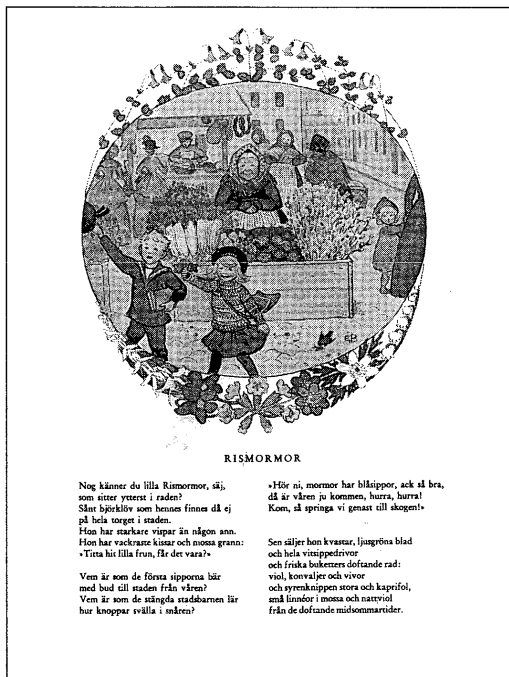 RISMORMOR
Nog känner du lilla Rismormor, säj,
som sitter ytterst i raden?
Sånt björklöv som hennes finnes då ej
på hela torget i staden.
Hon har starkare vispar än någon ann.
Hon har vackraste kissar och mossa grann:
»Titta hit lilla frun, får det vara?»
Vem är som de första sipporna bär
med bud till staden från våren?
Vem är som de stängda stadsbarnen lär
hur knoppar svälla i snåren?
»Hör ni, mormor har blåsippor, ack så bra,
då är våren ju kommen, hurra, hurra!
Kom, så springa vi genast till skogen!»
Sen säljer hon kvastar, ljusgröna blad
och hela vitsippedrivor
och friska buketters doftande rad:
viol, konvaljer och vivor
och syrenknippen stora och kaprifol,
små linnéor i mossa och nattviol
från de doftande midsommartider.